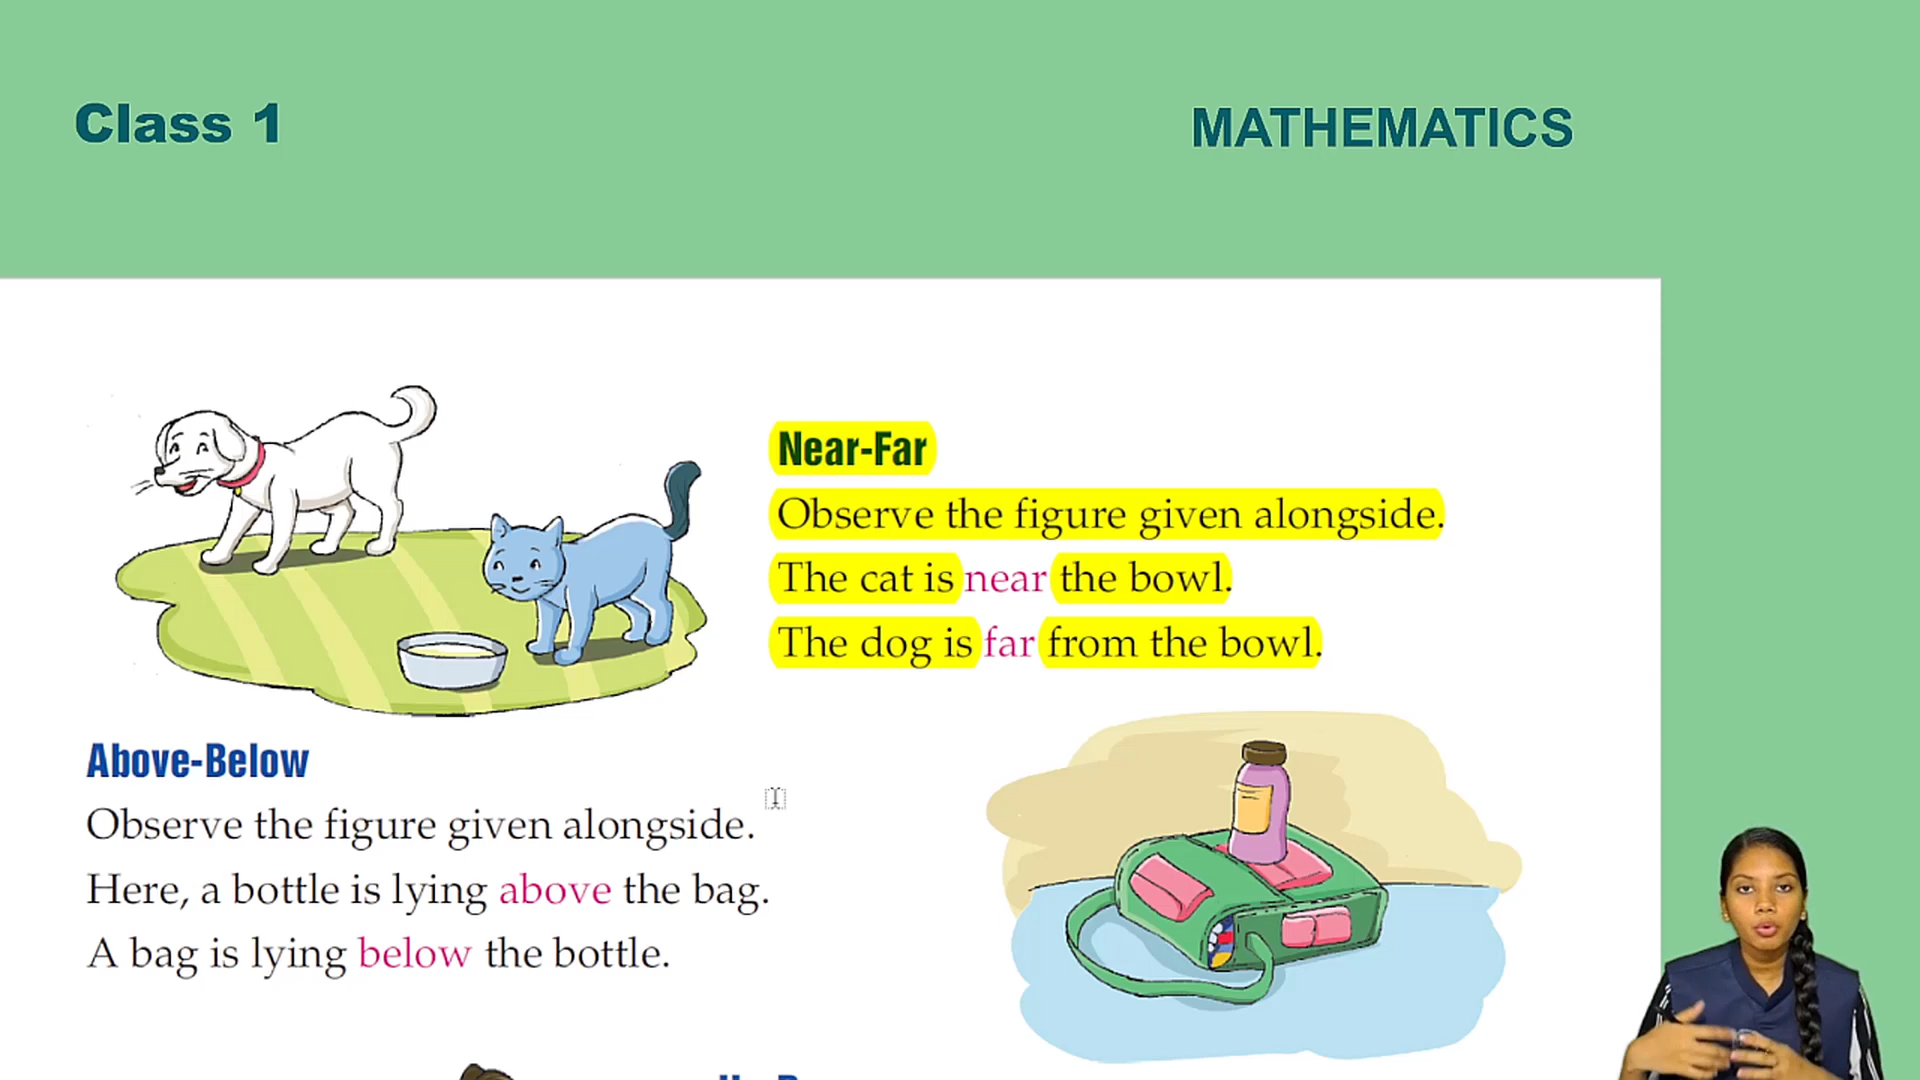 Class 1
MATHEMATICS
Near-Far
Observe the figure given alongside.
The cat is near the bowl.
The dog is far from the bowl.
Above-Below
Observe the figure given alongside.
Here, a bottle is lying above the bag.
A bag is lying below the bottle.